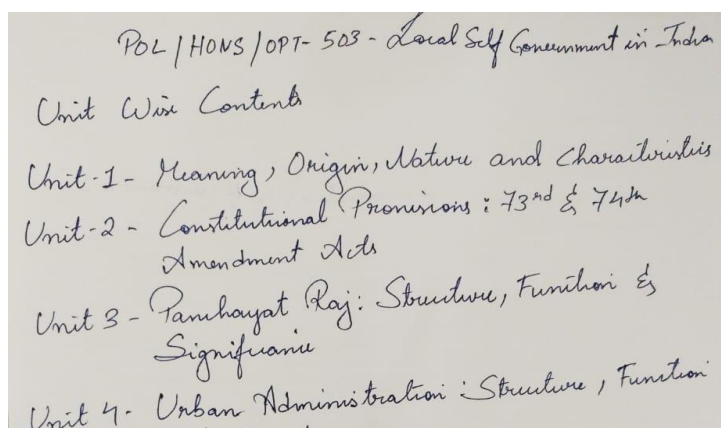 POL/HONS/OPT- 503 - Local Self Government in India
Unit Wise Contents
Unit-1- Meaning, Origin, Nature and Characteristics
Unit-2 - Constitutional Provisions : 73rd & 74th
Amendment Acts
Unit 3 - Panchayat Raj: Structure, Function &
Significance
Unit 4- Urban Administration : Structure, Function